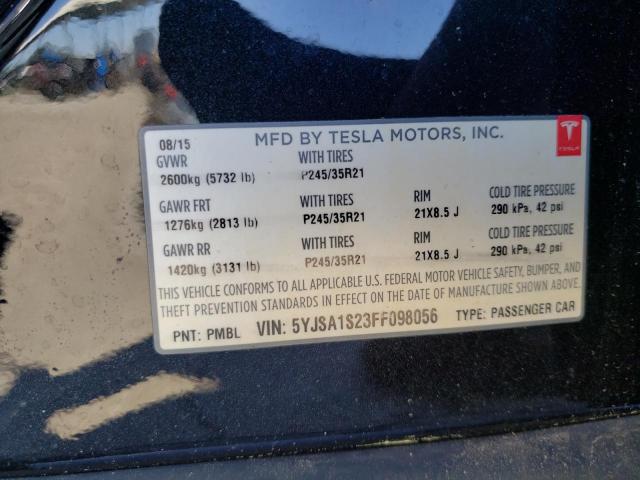 08/15 MFD BY TESLA MOTORS, INC.
TESLA
GVWR WITH TIRES
2600kg (5732 lb) P245/35R21
GAWR FRT WITH TIRES RIM COLD TIRE PRESSURE
1276kg (2813 lb) P245/35R21 21X8.5 J 290 kPa, 42 psi
GAWR RR WITH TIRES RIM COLD TIRE PRESSURE
1420kg (3131 lb) P245/35R21 21X8.5 J 290 kPa, 42 psi
THIS VEHICLE CONFORMS TO ALL APPLICABLE U.S. FEDERAL MOTOR VEHICLE SAFETY, BUMPER, AND
THEFT PREVENTION STANDARDS IN EFFECT ON THE DATE OF MANUFACTURE SHOWN ABOVE.
PNT: PMBL VIN: 5YJSA1S23FF098056 TYPE: PASSENGER CAR